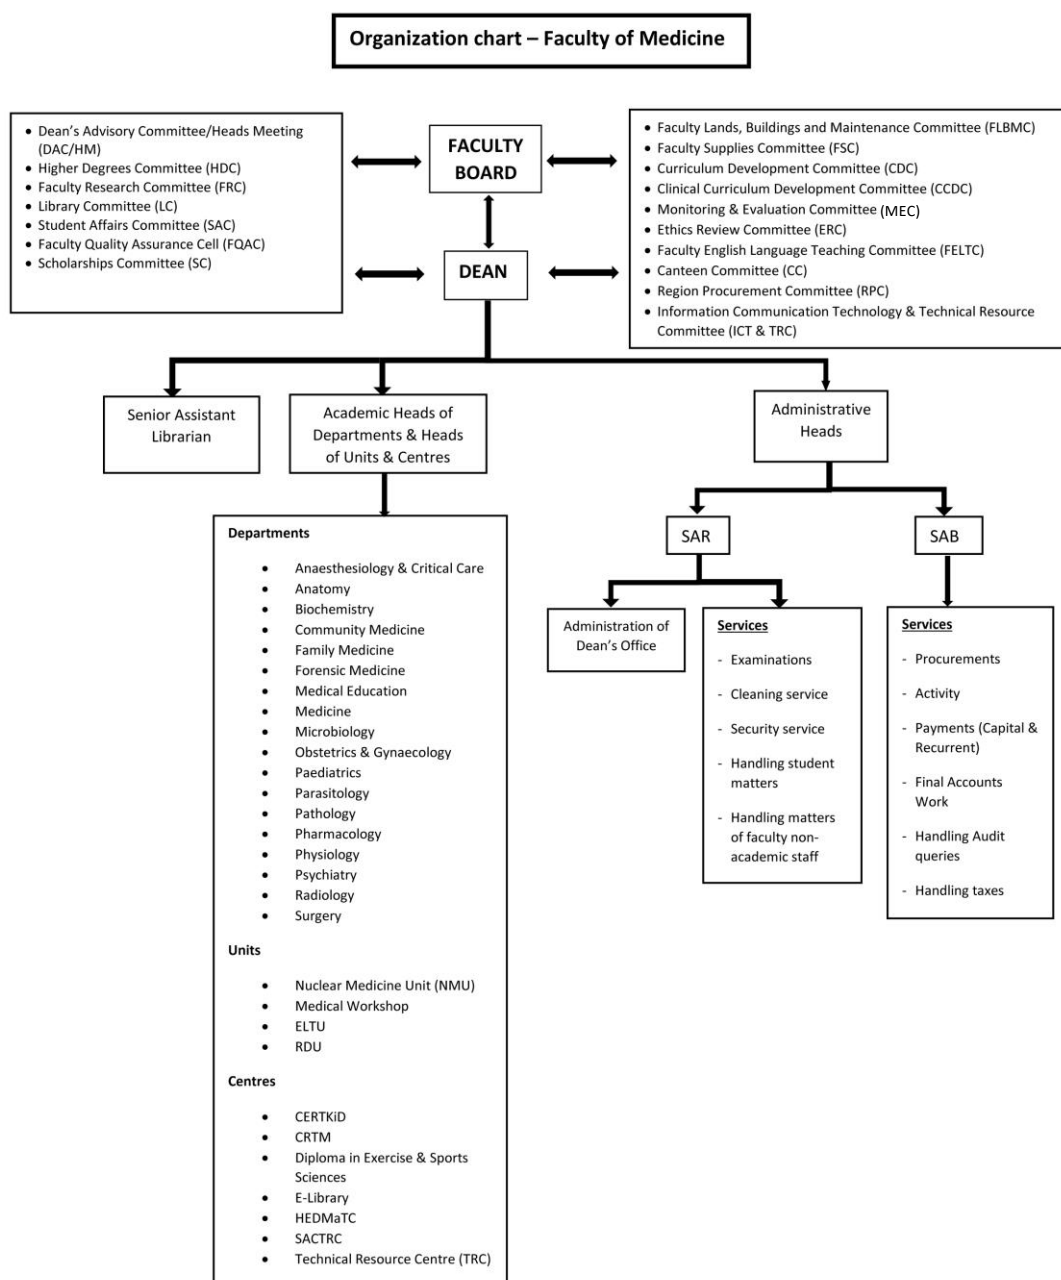 Organization chart – Faculty of Medicine
• Dean's Advisory Committee/Heads Meeting
(DAC/HM)
• Higher Degrees Committee (HDC)
• Faculty Research Committee (FRC)
• Library Committee (LC)
• Student Affairs Committee (SAC)
• Faculty Quality Assurance Cell (FQAC)
• Scholarships Committee (SC)
FACULTY
BOARD
DEAN
• Faculty Lands, Buildings and Maintenance Committee (FLBMC)
• Faculty Supplies Committee (FSC)
• Curriculum Development Committee (CDC)
• Clinical Curriculum Development Committee (CCDC)
• Monitoring & Evaluation Committee (MEC)
• Ethics Review Committee (ERC)
• Faculty English Language Teaching Committee (FELTC)
• Canteen Committee (CC)
• Region Procurement Committee (RPC)
• Information Communication Technology & Technical Resource
Committee (ICT & TRC)
Senior Assistant
Librarian
Academic Heads of
Departments & Heads
of Units & Centres
Administrative
Heads
Departments
• Anaesthesiology & Critical Care
• Anatomy
• Biochemistry
• Community Medicine
• Family Medicine
• Forensic Medicine
• Medical Education
• Medicine
• Microbiology
• Obstetrics & Gynaecology
• Paediatrics
• Parasitology
• Pathology
• Pharmacology
• Physiology
• Psychiatry
• Radiology
• Surgery
Units
• Nuclear Medicine Unit (NMU)
• Medical Workshop
• ELTU
• RDU
Centres
• CERTKiD
• CRTM
• Diploma in Exercise & Sports
Sciences
• E-Library
• HEDMaTC
• SACTRC
• Technical Resource Centre (TRC)
SAR
SAB
Administration of
Dean's Office
Services
- Examinations
- Cleaning service
- Security service
- Handling student
matters
- Handling matters
of faculty non-
academic staff
Services
- Procurements
- Activity
- Payments (Capital &
Recurrent)
- Final Accounts
Work
- Handling Audit
queries
- Handling taxes